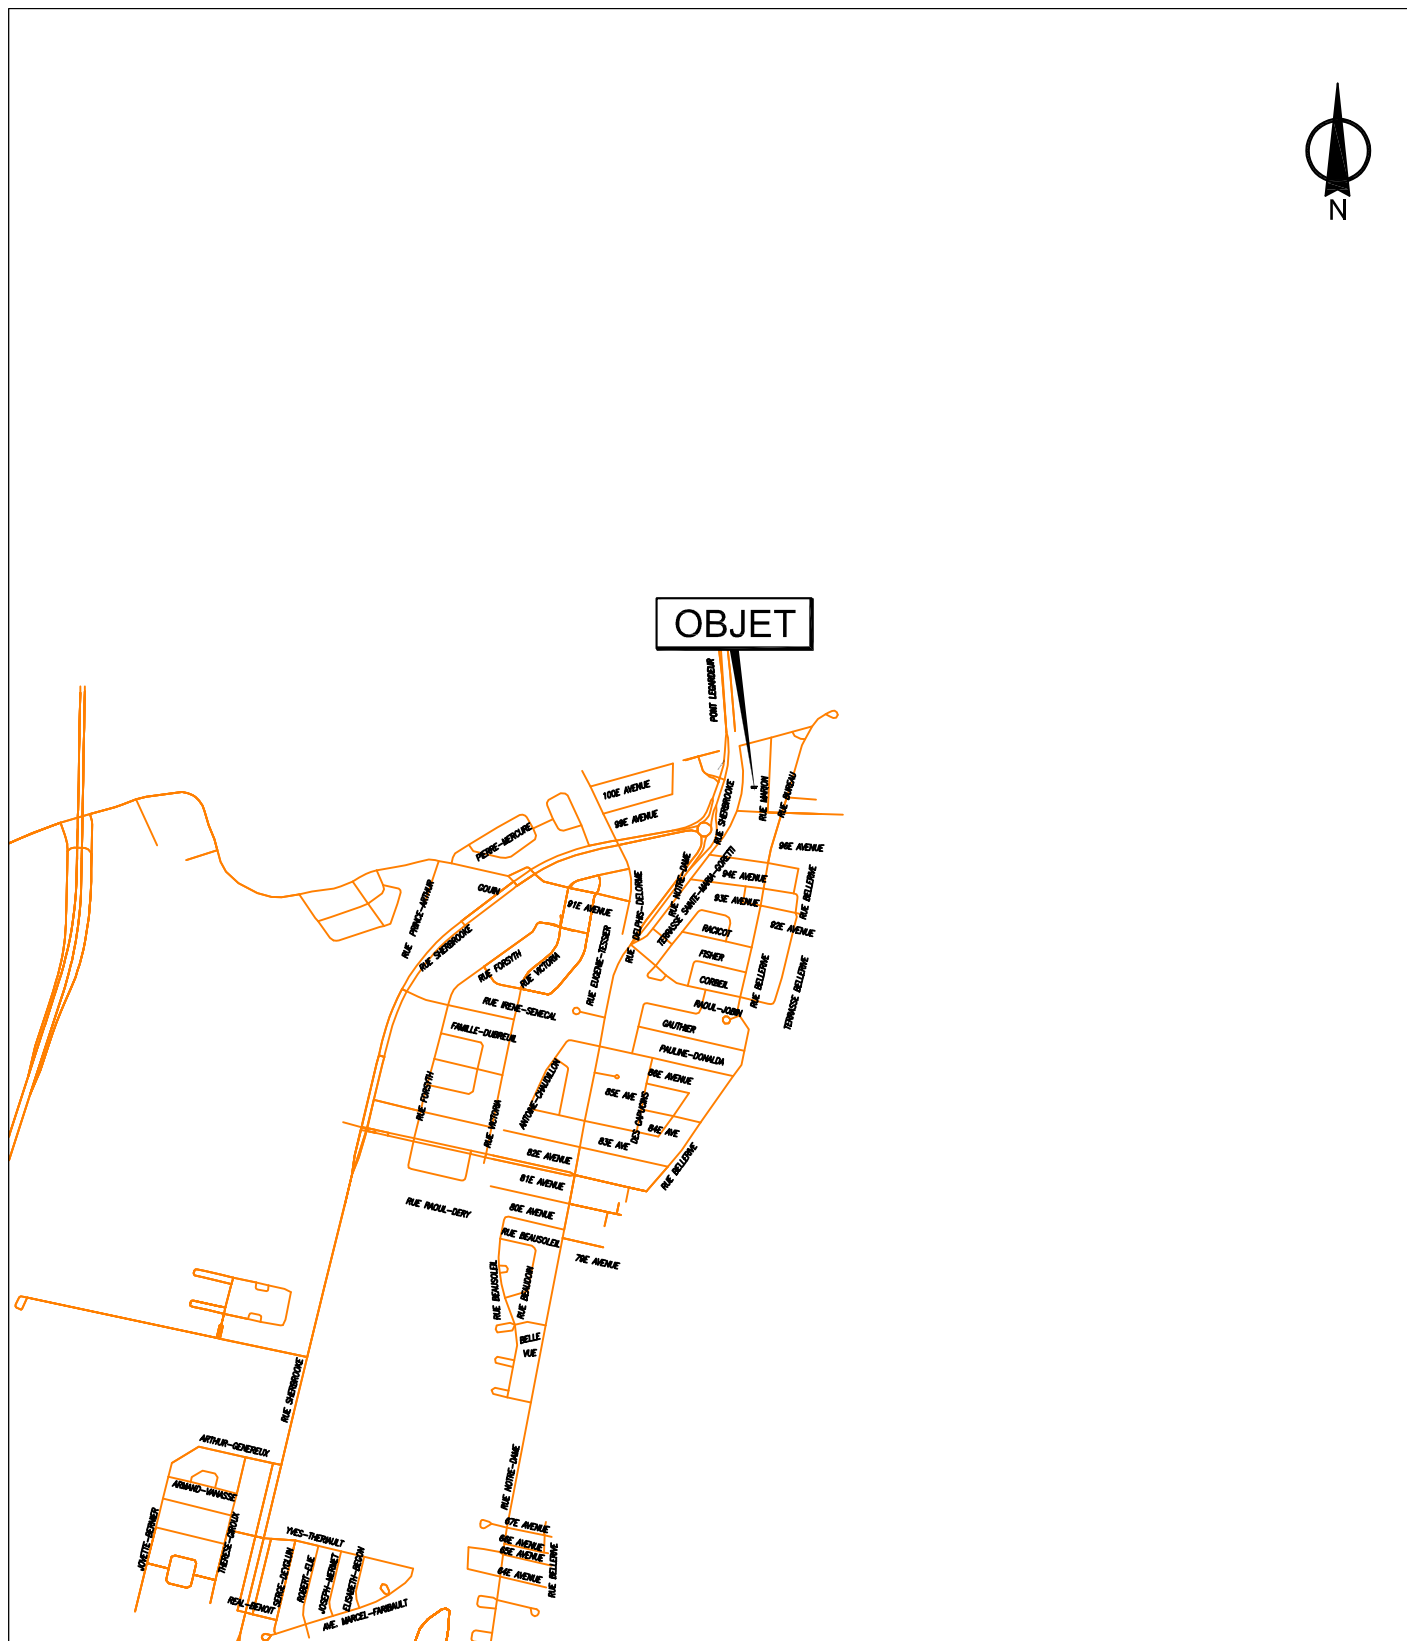 N
OBJET
PONT LEGARDEUR
100E AVENUE
99E AVENUE
RUE SHERBROOKE
RUE MARION
RUE BUREAU
PIERRE-MERCURE
96E AVENUE
94E AVENUE
93E AVENUE
92E AVENUE
RUE BELLERIVE
RUE NOTRE-DAME
TERRASSE SAINTE-MARIA-GORETTI
GOUIN
RUE PRINCE-ARTHUR
91E AVENUE
RUE DELPHIS-DELORME
RUE SHERBROOKE
RACICOT
FISHER
CORBEIL
RUE FORSYTH
RUE VICTORIA
RUE EUGENIE-TESSIER
RUE BELLERIVE
TERRASSE BELLERIVE
RUE IRENE-SENECAL
RAOUL-JOBIN
FAMILLE-DUBREUIL
GAUTHIER
PAULINE-DONALDA
86E AVENUE
RUE FORSYTH
ANTOINE-CHAUDILLON
85E AVE
DES CAPUCINS
RUE VICTORIA
84E AVE
83E AVE
82E AVENUE
RUE BELLERIVE
81E AVENUE
RUE RAOUL-DERY
80E AVENUE
RUE BEAUSOLEIL
79E AVENUE
RUE BEAUSOLEIL
RUE BEAUDOIN
BELLE
VUE
RUE SHERBROOKE
ARTHUR-GENEREUX
RUE NOTRE-DAME
ARMAND-VANASSE
JOVETTE-BERNIER
THERESE-GIROUX
YVES-THERIAULT
67E AVENUE
66E AVENUE
65E AVENUE
64E AVENUE
RUE BELLERIVE
SERGE-DEYGLUN
ROBERT-ELIE
JOSEPH-MERMET
ELISABETH-BEGON
REAL-BENOIT
AVE. MARCEL-FARIBAULT